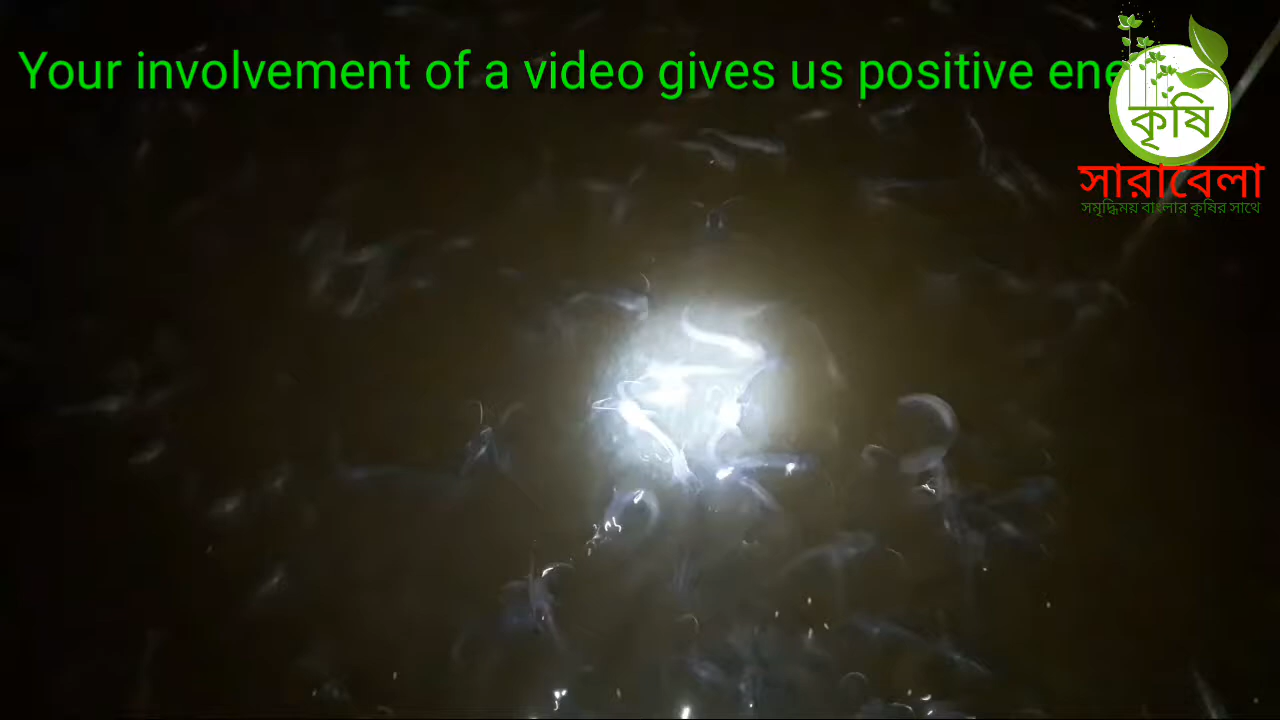 Your involvement of a video gives us positive ene
কৃষি
সারাবেলা
সমৃদ্ধিময় বাংলার কৃষির সাথে